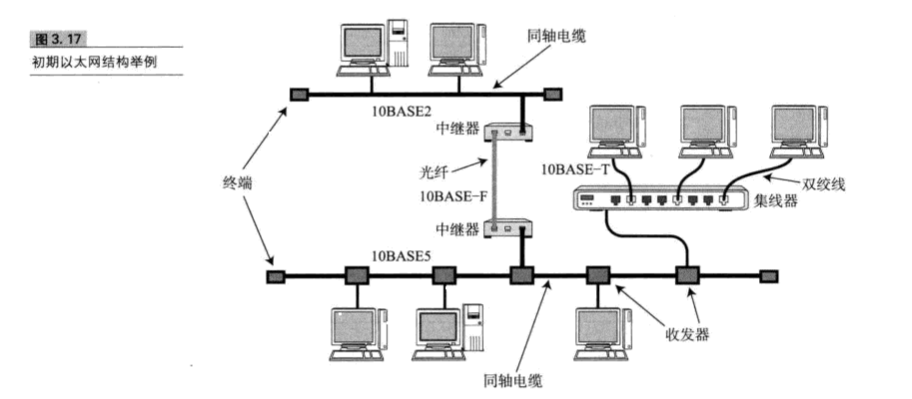 图3.17
初期以太网结构举例
同轴电缆
10BASE2
中继器
光纤
10BASE-F
终端
中继器
10BASE5
10BASE-T
双绞线
集线器
收发器
同轴电缆